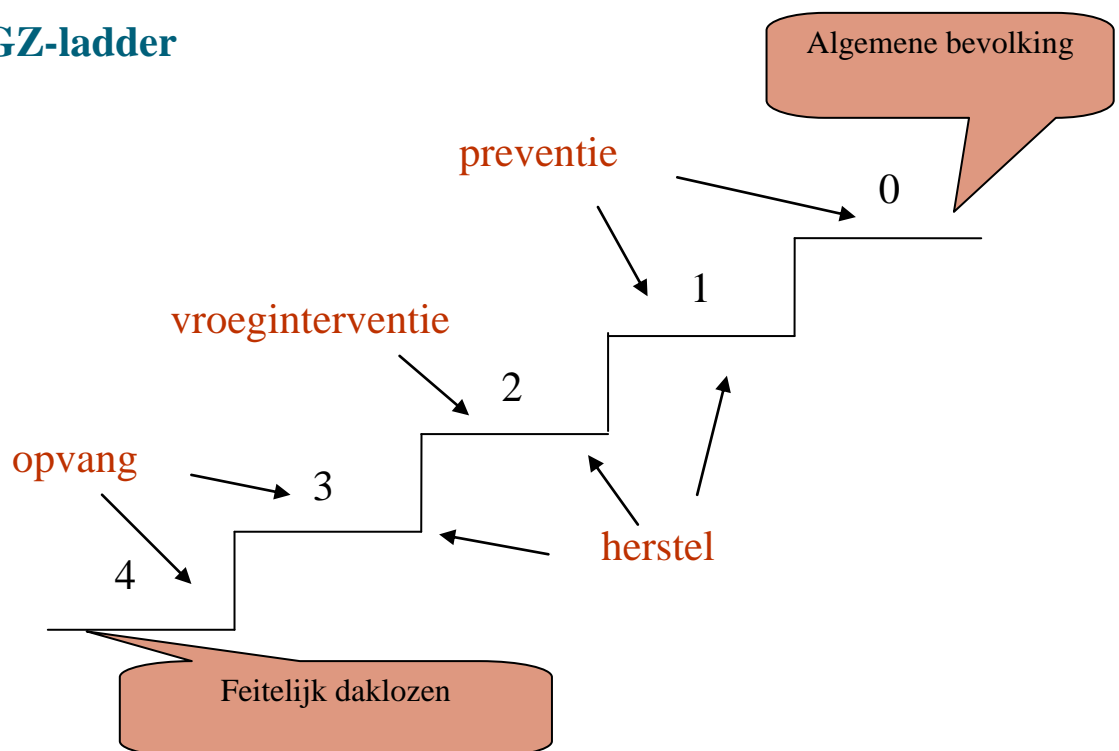 GZ-ladder
Algemene bevolking
preventie
0
1
vroeginterventie
2
opvang
3
herstel
4
Feitelijk daklozen